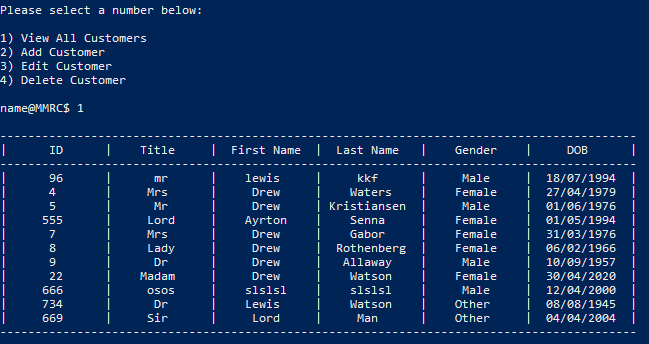 Please select a number below:
1) View All Customers
2) Add Customer
3) Edit Customer
4) Delete Customer
name@MMRC$ 1
-------------------------------------------------------------------------------------------
| ID | Title | First Name | Last Name | Gender | DOB |
-------------------------------------------------------------------------------------------
| 96 | mr | lewis | kkf | Male | 18/07/1994 |
| 4 | Mrs | Drew | Waters | Female | 27/04/1979 |
| 5 | Mr | Drew | Kristiansen | Male | 01/06/1976 |
| 555 | Lord | Ayrton | Senna | Female | 01/05/1994 |
| 7 | Mrs | Drew | Gabor | Female | 31/03/1976 |
| 8 | Lady | Drew | Rothenberg | Female | 06/02/1966 |
| 9 | Dr | Drew | Allaway | Male | 10/09/1957 |
| 22 | Madam | Drew | Watson | Female | 30/04/2020 |
| 666 | osos | slslsl | slslsl | Male | 12/04/2000 |
| 734 | Dr | Lewis | Watson | Other | 08/08/1945 |
| 669 | Sir | Lord | Man | Other | 04/04/2004 |
-------------------------------------------------------------------------------------------